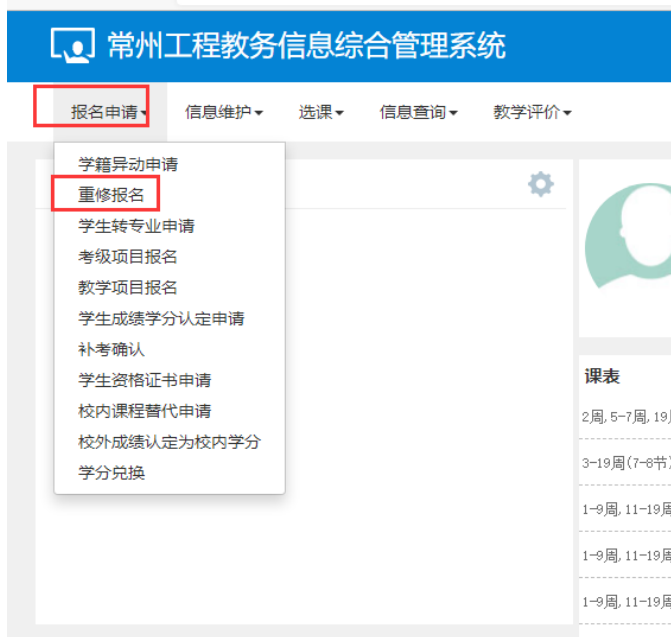 常州工程教务信息综合管理系统
报名申请 信息维护 选课 信息查询 教学评价
学籍异动申请
重修报名
学生转专业申请
考级项目报名
教学项目报名
学生成绩学分认定申请
补考确认
学生资格证书申请
校内课程替代申请
校外成绩认定为校内学分
学分兑换
课表
2周,5-7周,19
3-19周(7-8节)
1-9周,11-19周
1-9周,11-19周
1-9周,11-19周